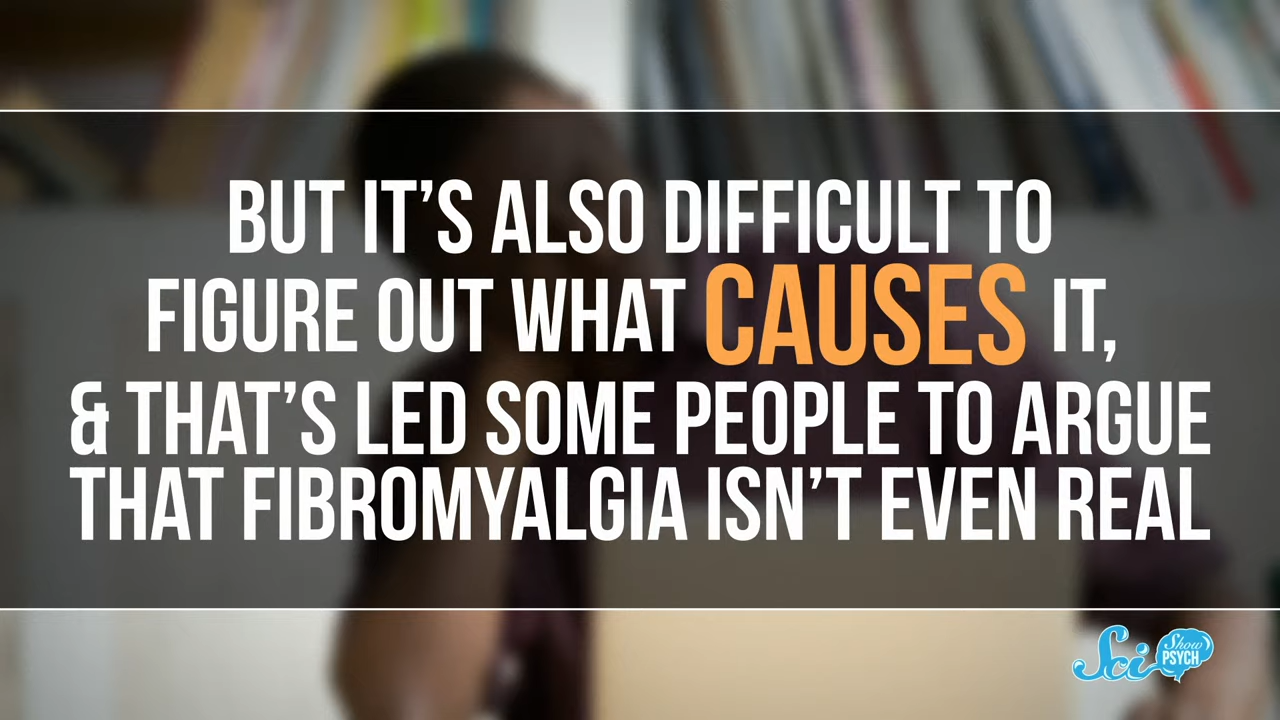 BUT IT’S ALSO DIFFICULT TO
FIGURE OUT WHAT CAUSES IT,
& THAT’S LED SOME PEOPLE TO ARGUE
THAT FIBROMYALGIA ISN’T EVEN REAL
Sci Show
PSYCH